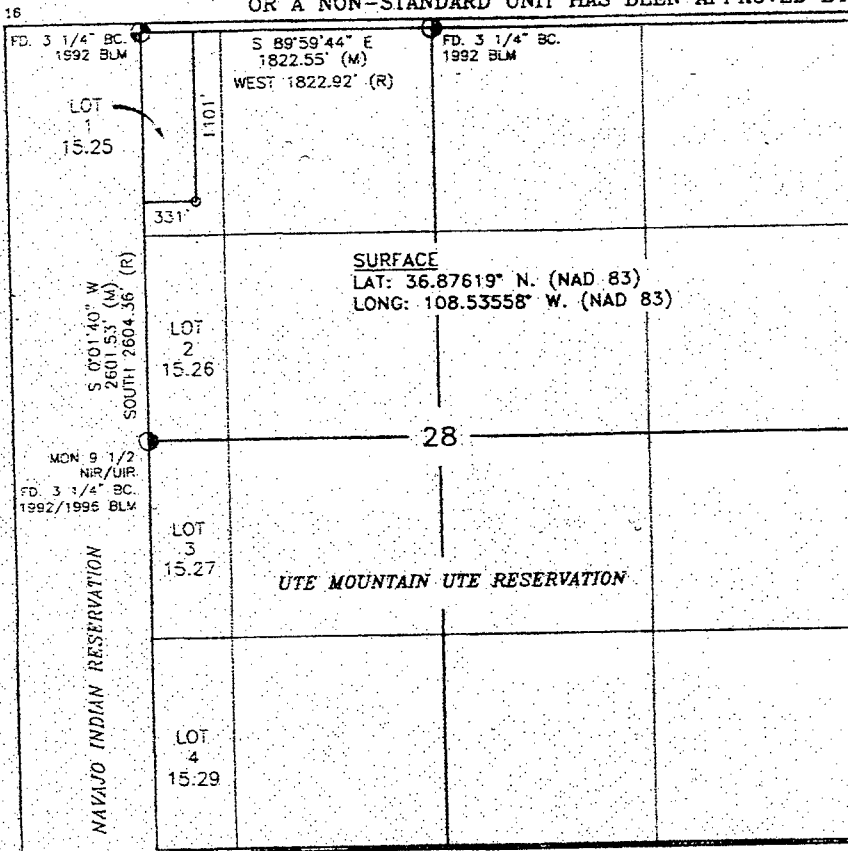 16
OR A NON-STANDARD UNIT HAS BEEN APPROVED
FD. 3 1/4" BC.
1992 BLM
S 89°59'44" E
1822.55' (M)
WEST 1822.92' (R)
FD. 3 1/4" BC.
1992 BLM
LOT
1
15.25
1101'
331'
SURFACE
LAT: 36.87619° N. (NAD 83)
LONG: 108.53558° W. (NAD 83)
S 0°01'40" W
2601.53' (M)
SOUTH 2604.36' (R)
LOT
2
15.26
28
MON 9 1/2
NIR/UIR
FD. 3 1/4" BC.
1992/1995 BLM
LOT
3
15.27
UTE MOUNTAIN UTE RESERVATION
NAVAJO INDIAN RESERVATION
LOT
4
15.29